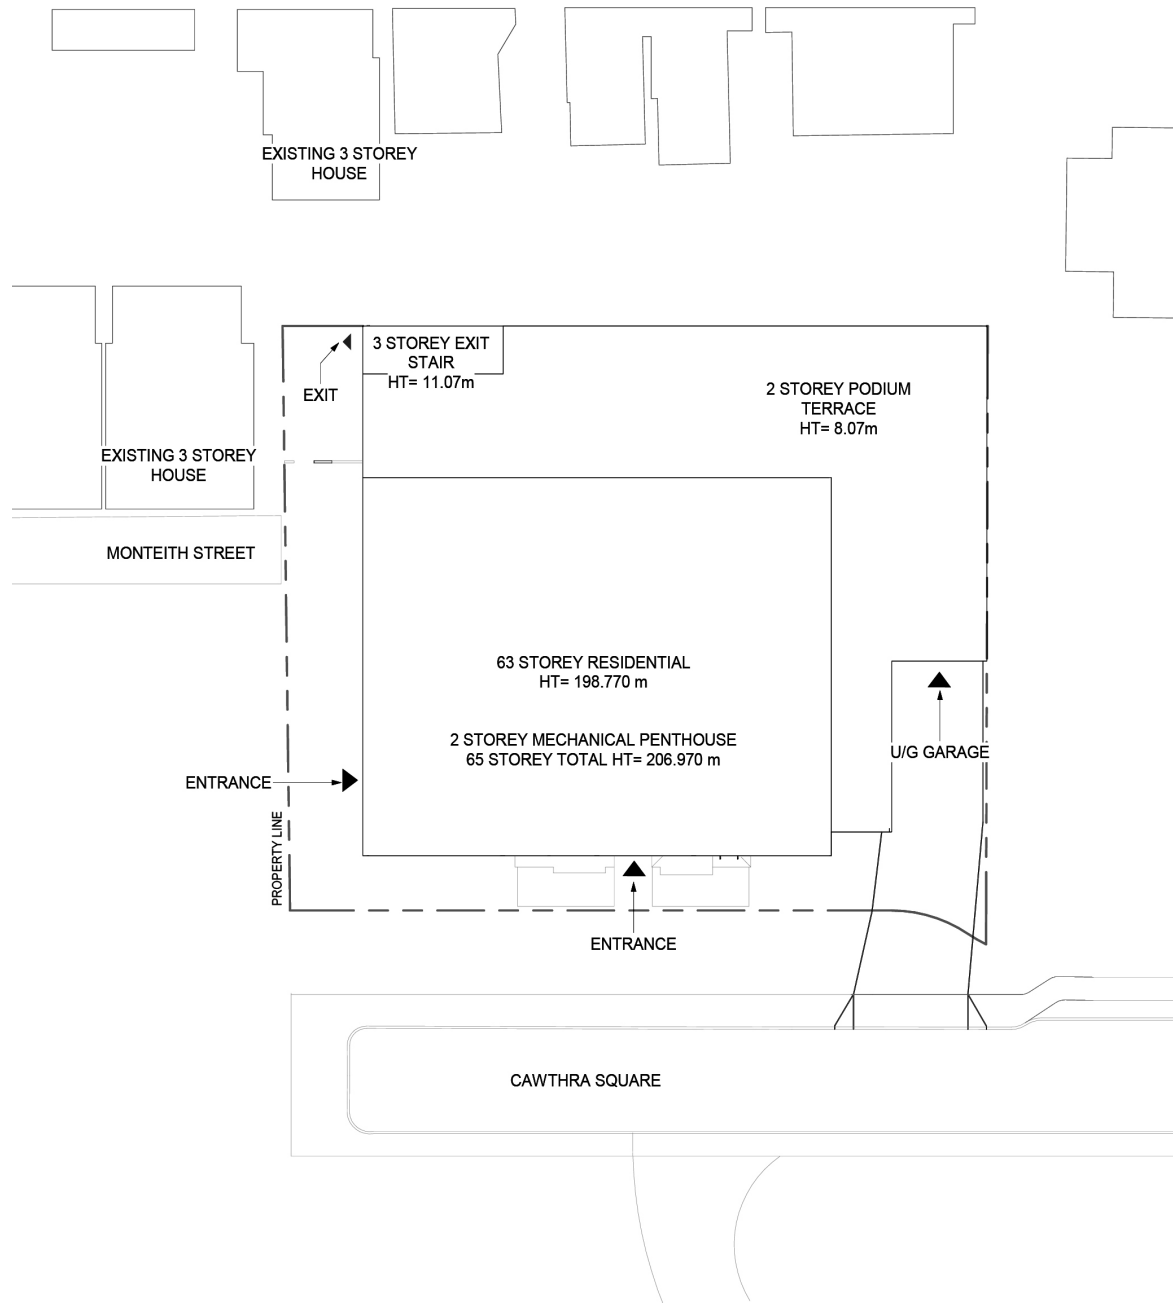 EXISTING 3 STOREY
HOUSE
3 STOREY EXIT
STAIR
HT= 11.07m
EXIT
2 STOREY PODIUM
TERRACE
HT= 8.07m
EXISTING 3 STOREY
HOUSE
MONTEITH STREET
63 STOREY RESIDENTIAL
HT= 198.770 m
2 STOREY MECHANICAL PENTHOUSE
65 STOREY TOTAL HT= 206.970 m
U/G GARAGE
ENTRANCE
PROPERTY LINE
ENTRANCE
CAWTHRA SQUARE